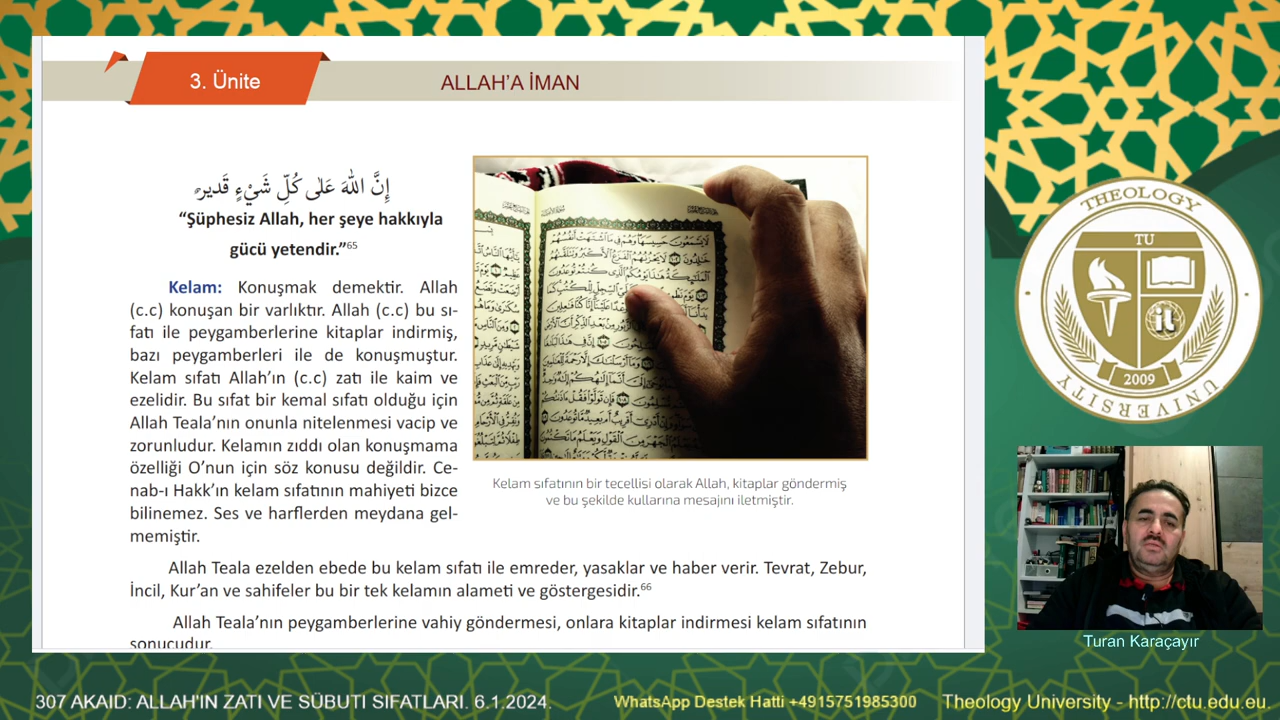 3. Ünite
ALLAH’A İMAN
إِنَّ اللّٰهَ عَلٰى كُلِّ شَيْءٍ قَدِيرٌ
“Şüphesiz Allah, her şeye hakkıyla
gücü yetendir.”65
Kelam: Konuşmak demektir. Allah
(c.c) konuşan bir varlıktır. Allah (c.c) bu sı-
fatı ile peygamberlerine kitaplar indirmiş,
bazı peygamberleri ile de konuşmuştur.
Kelam sıfatı Allah’ın (c.c) zatı ile kaim ve
ezelidir. Bu sıfat bir kemal sıfatı olduğu için
Allah Teala’nın onunla nitelenmesi vacip ve
zorunludur. Kelamın zıddı olan konuşmama
özelliği O’nun için söz konusu değildir. Ce-
nab-ı Hakk’ın kelam sıfatının mahiyeti bizce
bilinemez. Ses ve harflerden meydana gel-
memiştir.
Kelam sıfatının bir tecellisi olarak Allah, kitaplar göndermiş
ve bu şekilde kullarına mesajını iletmiştir.
Allah Teala ezelden ebede bu kelam sıfatı ile emreder, yasaklar ve haber verir. Tevrat, Zebur,
İncil, Kur’an ve sahifeler bu bir tek kelamın alameti ve göstergesidir.66
Allah Teala’nın peygamberlerine vahiy göndermesi, onlara kitaplar indirmesi kelam sıfatının
sonucudur.
THEOLOGY
TU
2009
UNIVERSITY
Turan Karaçayır
307 AKAID: ALLAH'IN ZATI VE SÜBUTI SIFATLARI. 6.1.2024.
WhatsApp Destek Hatti +4915751985300
Theology University - http://ctu.edu.eu.